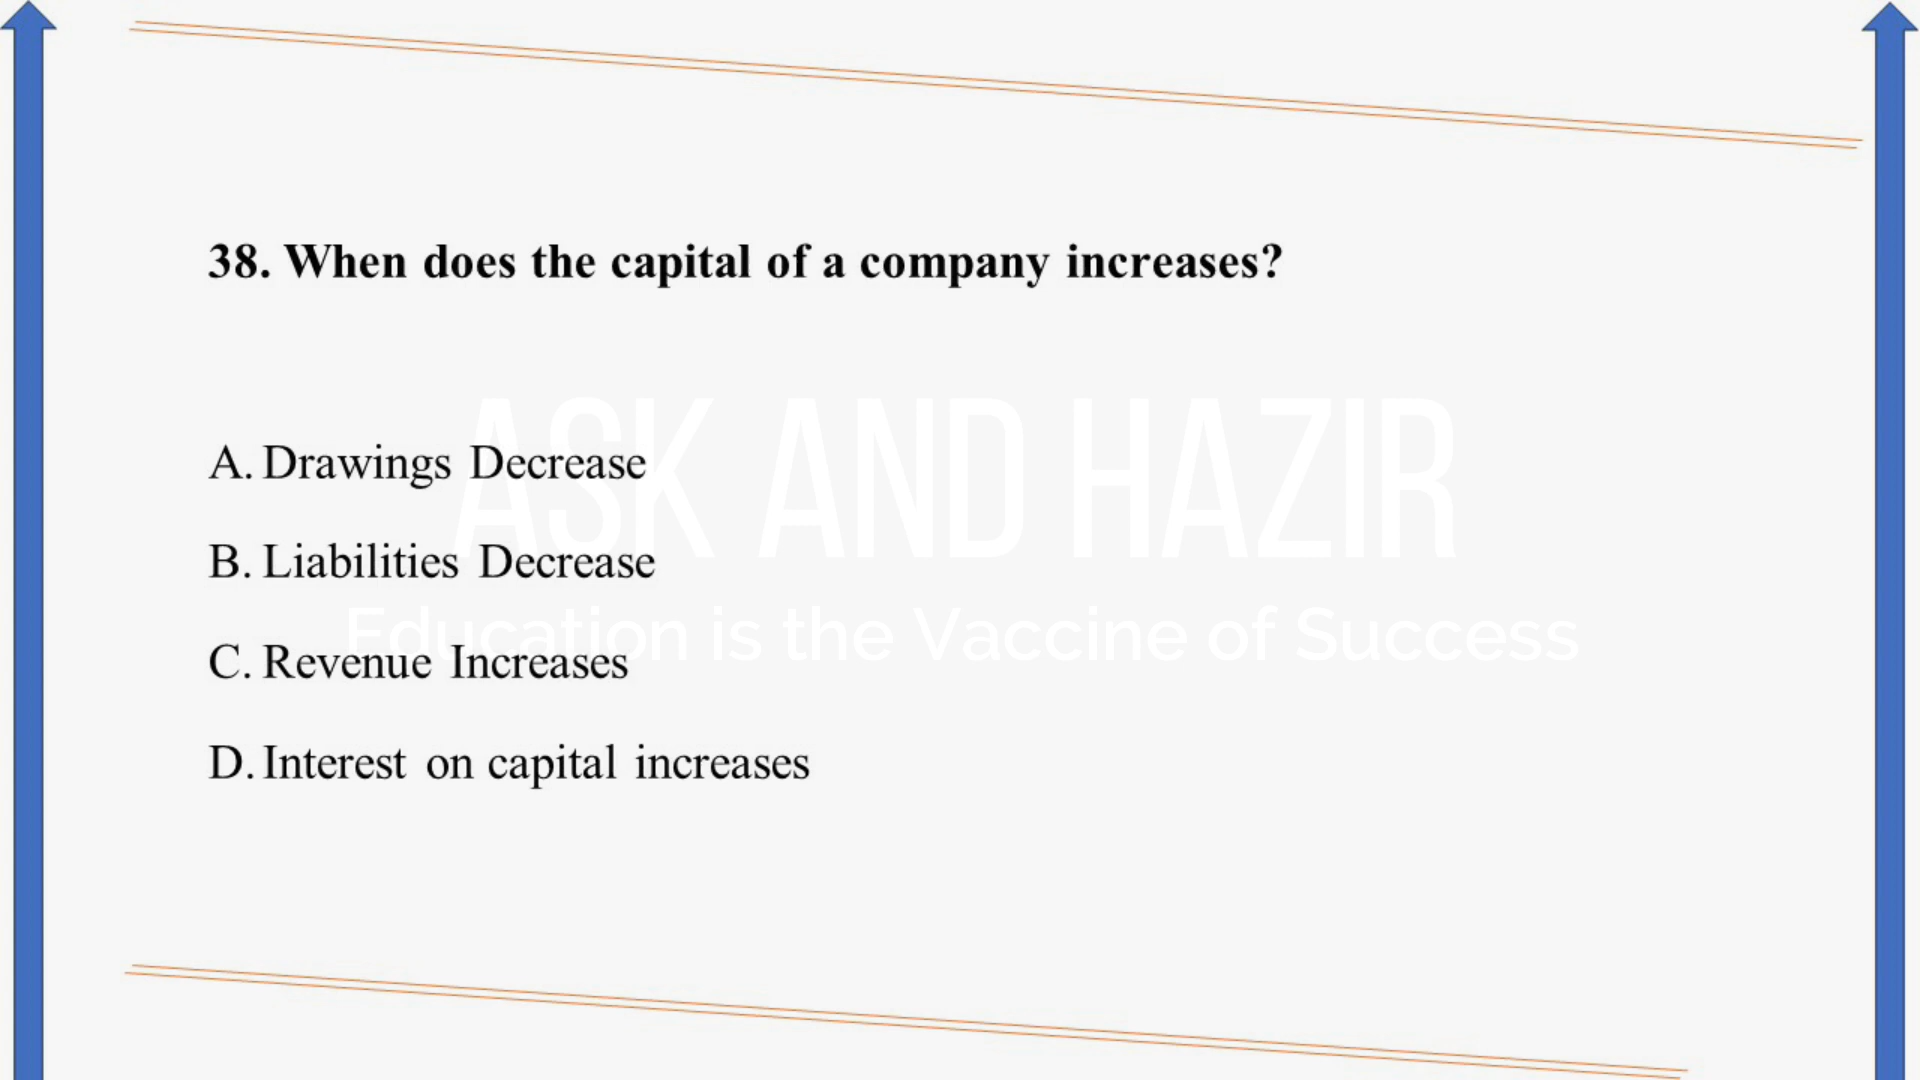 38. When does the capital of a company increases?
ASK AND HAZIR
A. Drawings Decrease
B. Liabilities Decrease
Education is the Vaccine of Success
C. Revenue Increases
D. Interest on capital increases